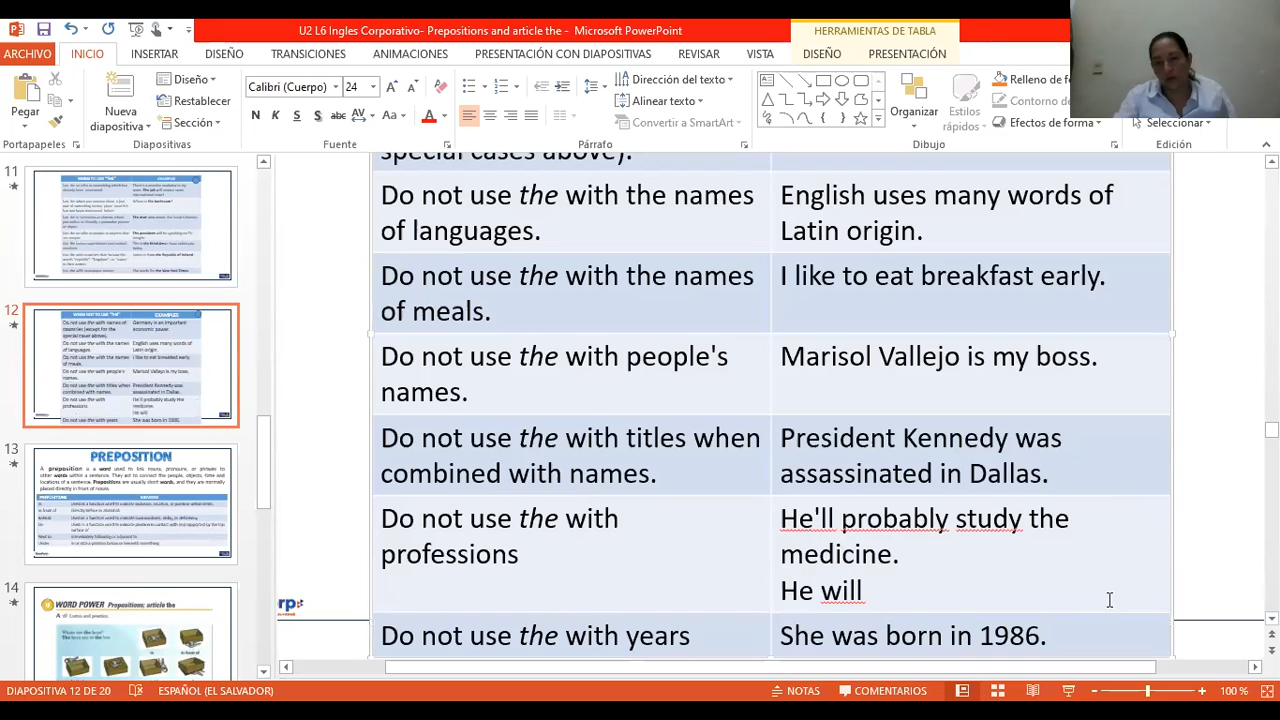 U2 L6 Ingles Corporativo- Prepositions and article the - Microsoft PowerPoint
HERRAMIENTAS DE TABLA
ARCHIVO INICIO INSERTAR DISEÑO TRANSICIONES ANIMACIONES PRESENTACIÓN CON DIAPOSITIVAS REVISAR VISTA DISEÑO PRESENTACIÓN
Pegar
Nueva
diapositiva
Diseño
Restablecer
Sección
Calibri (Cuerpo) 24
N K S S abc AV Aa A
Dirección del texto
Alinear texto
Convertir a SmartArt
Organizar
Estilos
rápidos
Relleno de
Contorno de
Efectos de forma
Seleccionar
Portapapeles Diapositivas Fuente Párrafo Dibujo Edición
11
12
13
PREPOSITION
14
WORD POWER Prepositions; article the
special cases above).
Do not use the with the names
of languages.
English uses many words of
Latin origin.
Do not use the with the names
of meals.
I like to eat breakfast early.
Do not use the with people's
names.
Marisol Vallejo is my boss.
Do not use the with titles when
combined with names.
President Kennedy was
assassinated in Dallas.
Do not use the with
professions
He'll probably study the
medicine.
He will
Do not use the with years
She was born in 1986.
DIAPOSITIVA 12 DE 20 ESPAÑOL (EL SALVADOR) NOTAS COMENTARIOS 100 %